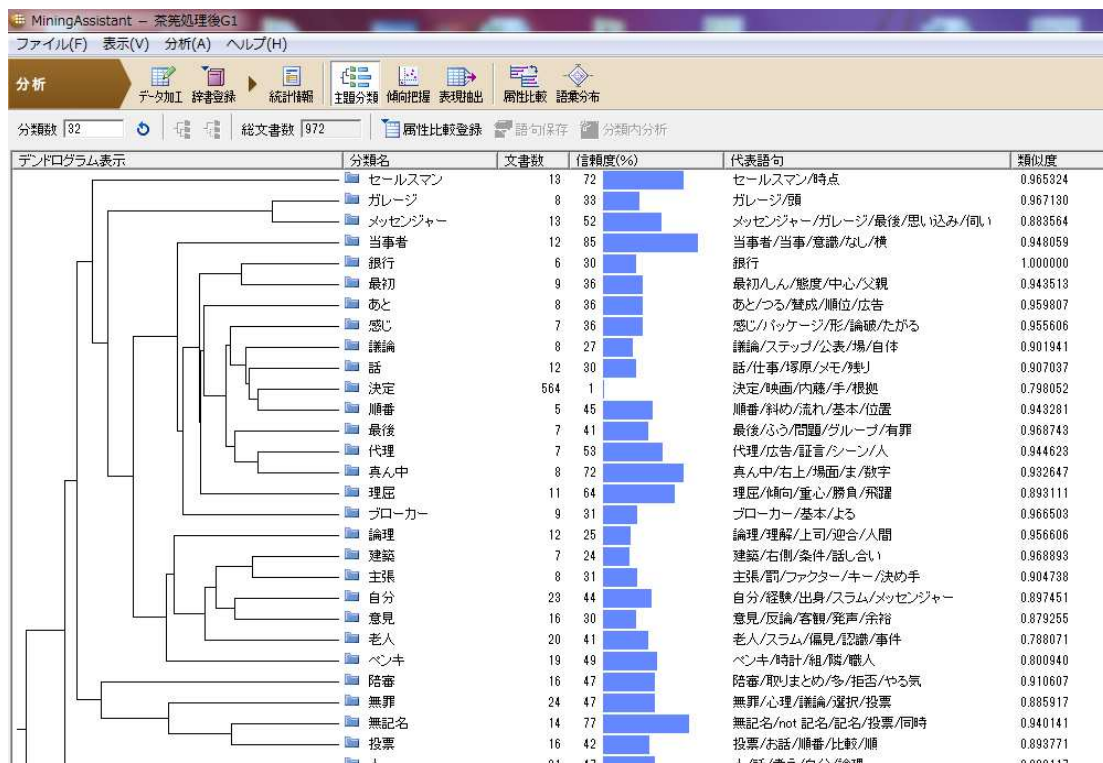 MiningAssistant － 茶筅処理後G1
ファイル(F) 表示(V) 分析(A) ヘルプ(H)
分析 データ加工 辞書登録 統計情報 主題分類 傾向把握 表現抽出 属性比較 語彙分布
分類数 32 総文書数 972 属性比較登録 語句保存 分類内分析
デンドログラム表示 分類名 文書数 信頼度(%) 代表語句 類似度
セールスマン 13 72 セールスマン/時点 0.965324
ガレージ 8 33 ガレージ/頭 0.967130
メッセンジャー 13 52 メッセンジャー/ガレージ/最後/思い込み/伺い 0.883564
当事者 12 85 当事者/当事/意識/なし/横 0.948059
銀行 6 30 銀行 1.000000
最初 9 36 最初/しん/態度/中心/父親 0.943513
あと 8 36 あと/つる/賛成/順位/広告 0.959807
感じ 7 36 感じ/パッケージ/形/論破/たがる 0.955606
議論 8 27 議論/ステップ/公表/場/自体 0.901941
話 12 30 話/仕事/塚原/メモ/残り 0.907037
決定 564 1 決定/映画/内藤/手/根拠 0.798052
順番 5 45 順番/斜め/流れ/基本/位置 0.943281
最後 7 41 最後/ふう/問題/グループ/有罪 0.968743
代理 7 53 代理/広告/証言/シーン/人 0.944623
真ん中 8 72 真ん中/右上/場面/ま/数字 0.932647
理屈 11 64 理屈/傾向/重心/勝負/飛躍 0.893111
ブローカー 9 31 ブローカー/基本/よる 0.966503
論理 12 25 論理/理解/上司/迎合/人間 0.956606
建築 7 24 建築/右側/条件/話し合い 0.968893
主張 8 31 主張/罰/ファクター/キー/決め手 0.904738
自分 23 44 自分/経験/出身/スラム/メッセンジャー 0.897451
意見 16 30 意見/反論/客観/発声/余裕 0.879255
老人 20 41 老人/スラム/偏見/認識/事件 0.788071
ペンキ 19 49 ペンキ/時計/組/隣/職人 0.800940
陪審 16 47 陪審/取りまとめ/多/拒否/やる気 0.910607
無罪 24 47 無罪/心理/議論/選択/投票 0.885917
無記名 14 77 無記名/not 記名/記名/投票/同時 0.940141
投票 16 42 投票/お話/順番/比較/順 0.893771